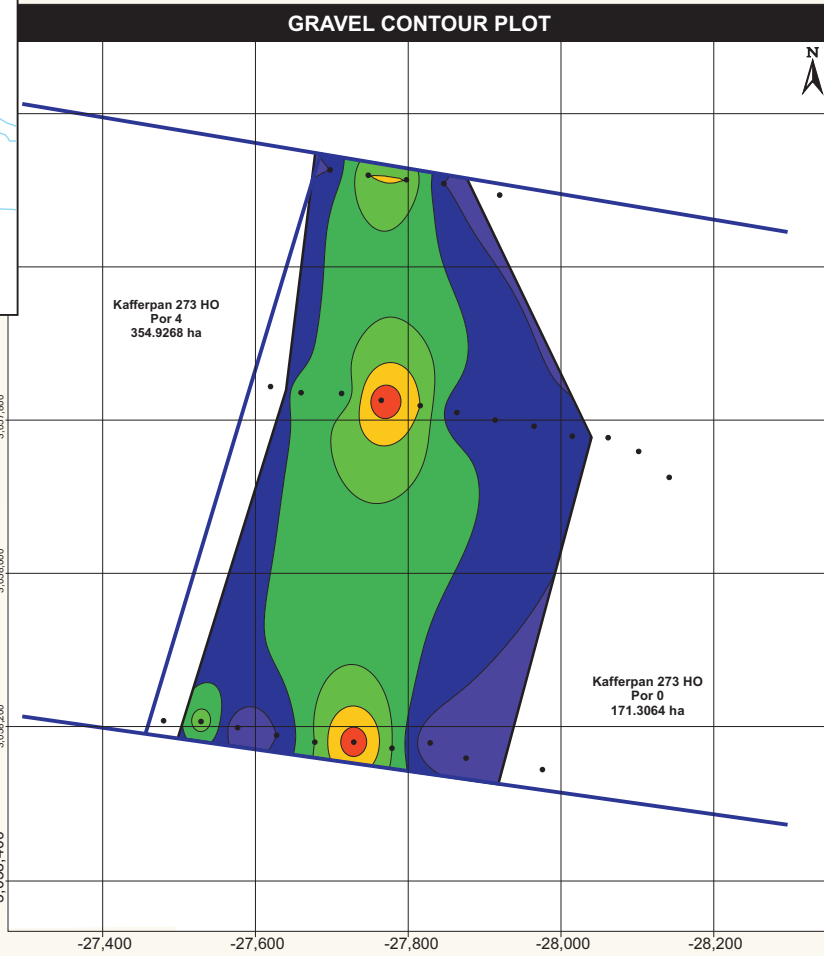 GRAVEL CONTOUR PLOT
N
Kafferpan 273 HO
Por 4
354.9268 ha
Kafferpan 273 HO
Por 0
171.3064 ha
-27,400
-27,600
-27,800
-28,000
-28,200